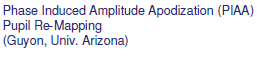 Phase Induced Amplitude Apodization (PIAA)
Pupil Re-Mapping
(Guyon, Univ. Arizona)